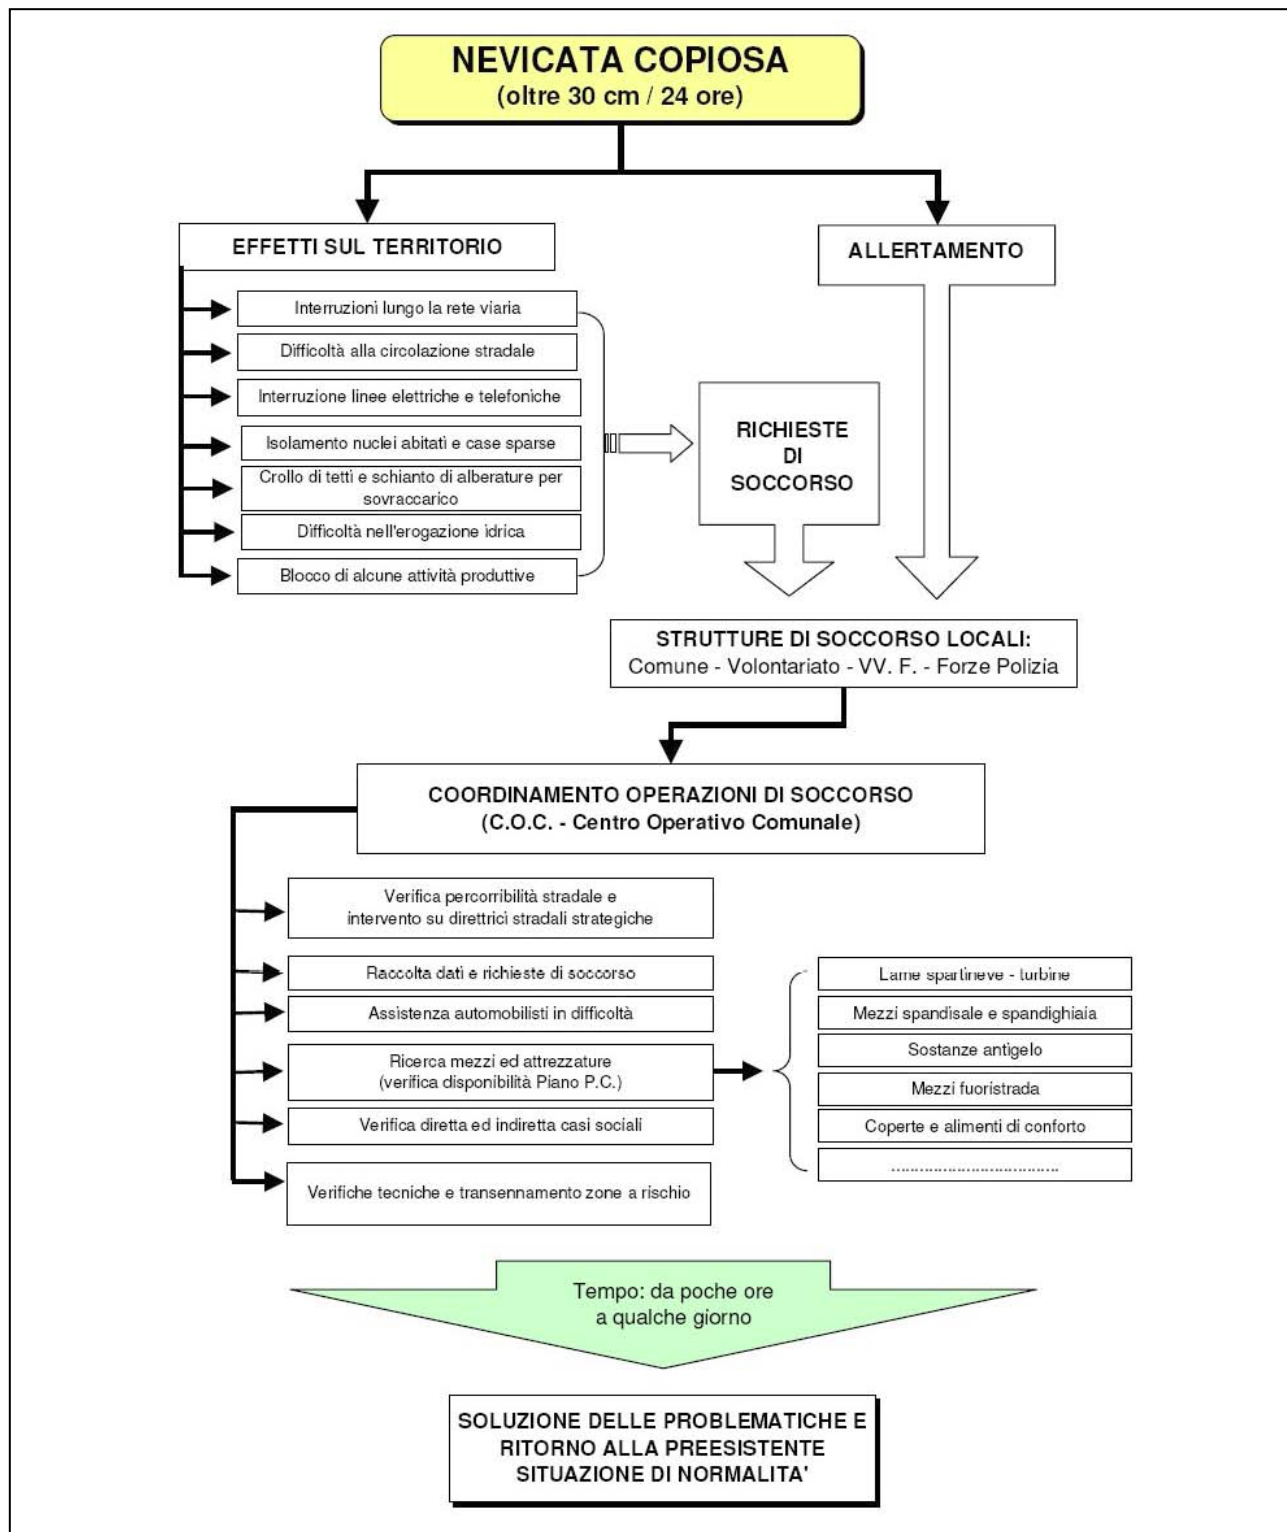 NEVICATA COPIOSA
(oltre 30 cm / 24 ore)
EFFETTI SUL TERRITORIO
ALLERTAMENTO
Interruzioni lungo la rete viaria
Difficoltà alla circolazione stradale
Interruzione linee elettriche e telefoniche
Isolamento nuclei abitati e case sparse
Crollo di tetti e schianto di alberature per
sovraccarico
Difficoltà nell'erogazione idrica
Blocco di alcune attività produttive
RICHIESTE
DI
SOCCORSO
STRUTTURE DI SOCCORSO LOCALI:
Comune - Volontariato - VV. F. - Forze Polizia
COORDINAMENTO OPERAZIONI DI SOCCORSO
(C.O.C. - Centro Operativo Comunale)
Verifica percorribilità stradale e
intervento su direttrici stradali strategiche
Raccolta dati e richieste di soccorso
Assistenza automobilisti in difficoltà
Ricerca mezzi ed attrezzature
(verifica disponibilità Piano P.C.)
Verifica diretta ed indiretta casi sociali
Verifiche tecniche e transennamento zone a rischio
Lame spartineve - turbine
Mezzi spandisale e spandighiaia
Sostanze antigelo
Mezzi fuoristrada
Coperte e alimenti di conforto
....................................
Tempo: da poche ore
a qualche giorno
SOLUZIONE DELLE PROBLEMATICHE E
RITORNO ALLA PREESISTENTE
SITUAZIONE DI NORMALITA'